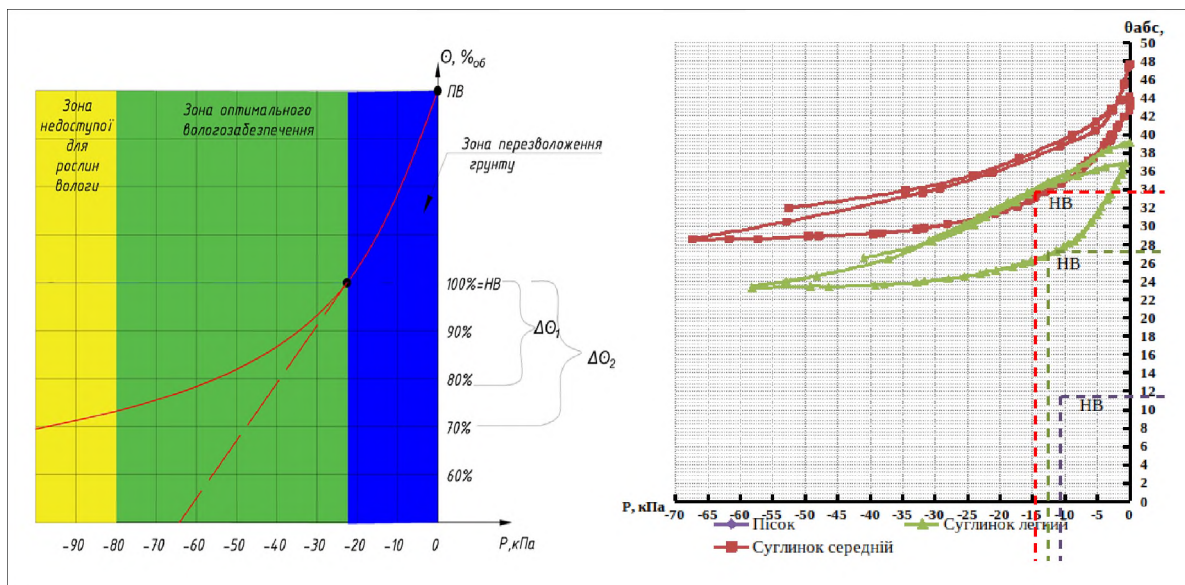 Θ, %об
ПВ
Зона
недоступої
для
рослин
вологи
Зона оптимального
вологозабезпечення
Зона перезволоження
грунту
100%=НВ
90%
80%
70%
60%
ΔΘ1
ΔΘ2
-90 -80 -70 -60 -50 -40 -30 -20 -10 0 Р,кПа
θабс,
50
48
46
44
42
40
38
36
34
32
30
28
26
24
22
20
18
16
14
12
10
8
6
4
2
0
НВ
НВ
НВ
Р, кПа -70 -65 -60 -55 -50 -45 -40 -35 -30 -25 -20 -15 -10 -5 0
Пісок
Суглинок легкий
Суглинок середній